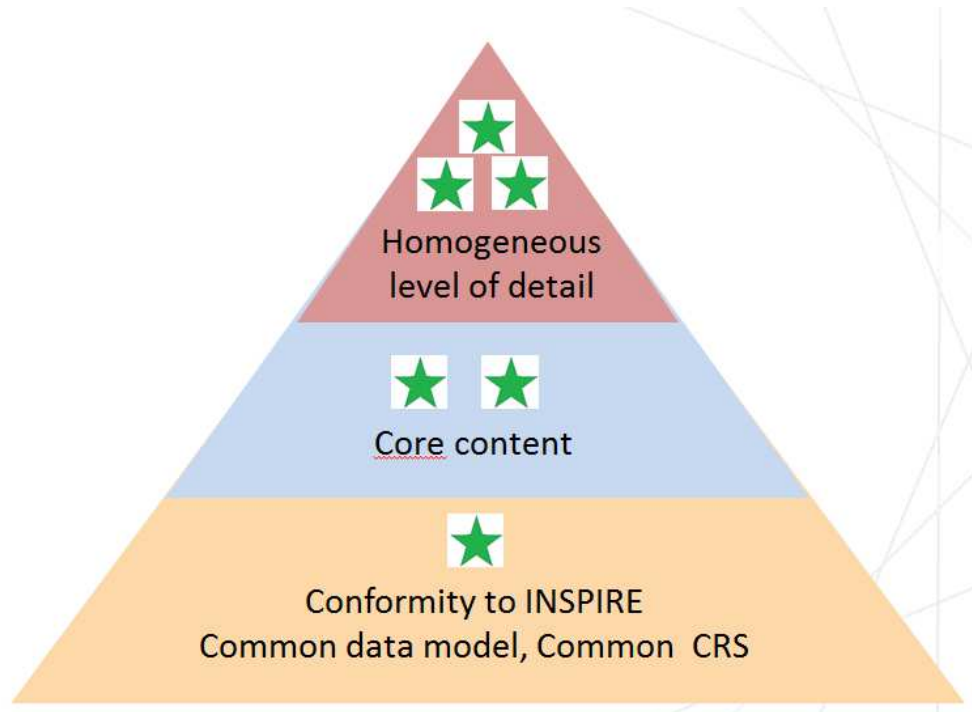 Homogeneous
level of detail
Core content
Conformity to INSPIRE
Common data model, Common CRS